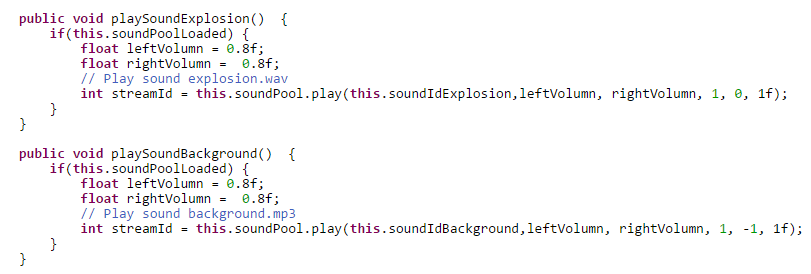 public void playSoundExplosion()  {
    if(this.soundPoolLoaded) {
        float leftVolumn = 0.8f;
        float rightVolumn =  0.8f;
        // Play sound explosion.wav
        int streamId = this.soundPool.play(this.soundIdExplosion,leftVolumn, rightVolumn, 1, 0, 1f);
    }
}

public void playSoundBackground()  {
    if(this.soundPoolLoaded) {
        float leftVolumn = 0.8f;
        float rightVolumn =  0.8f;
        // Play sound background.mp3
        int streamId = this.soundPool.play(this.soundIdBackground,leftVolumn, rightVolumn, 1, -1, 1f);
    }
}